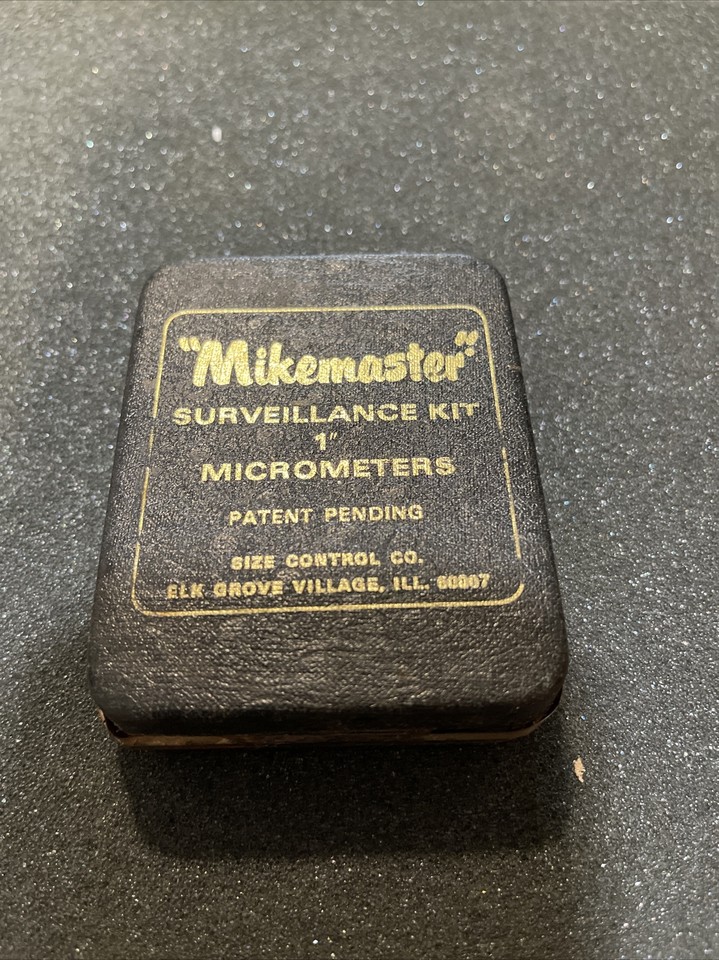 "Mikemaster"
SURVEILLANCE KIT
1"
MICROMETERS
PATENT PENDING
SIZE CONTROL CO.
ELK GROVE VILLAGE, ILL. 60007